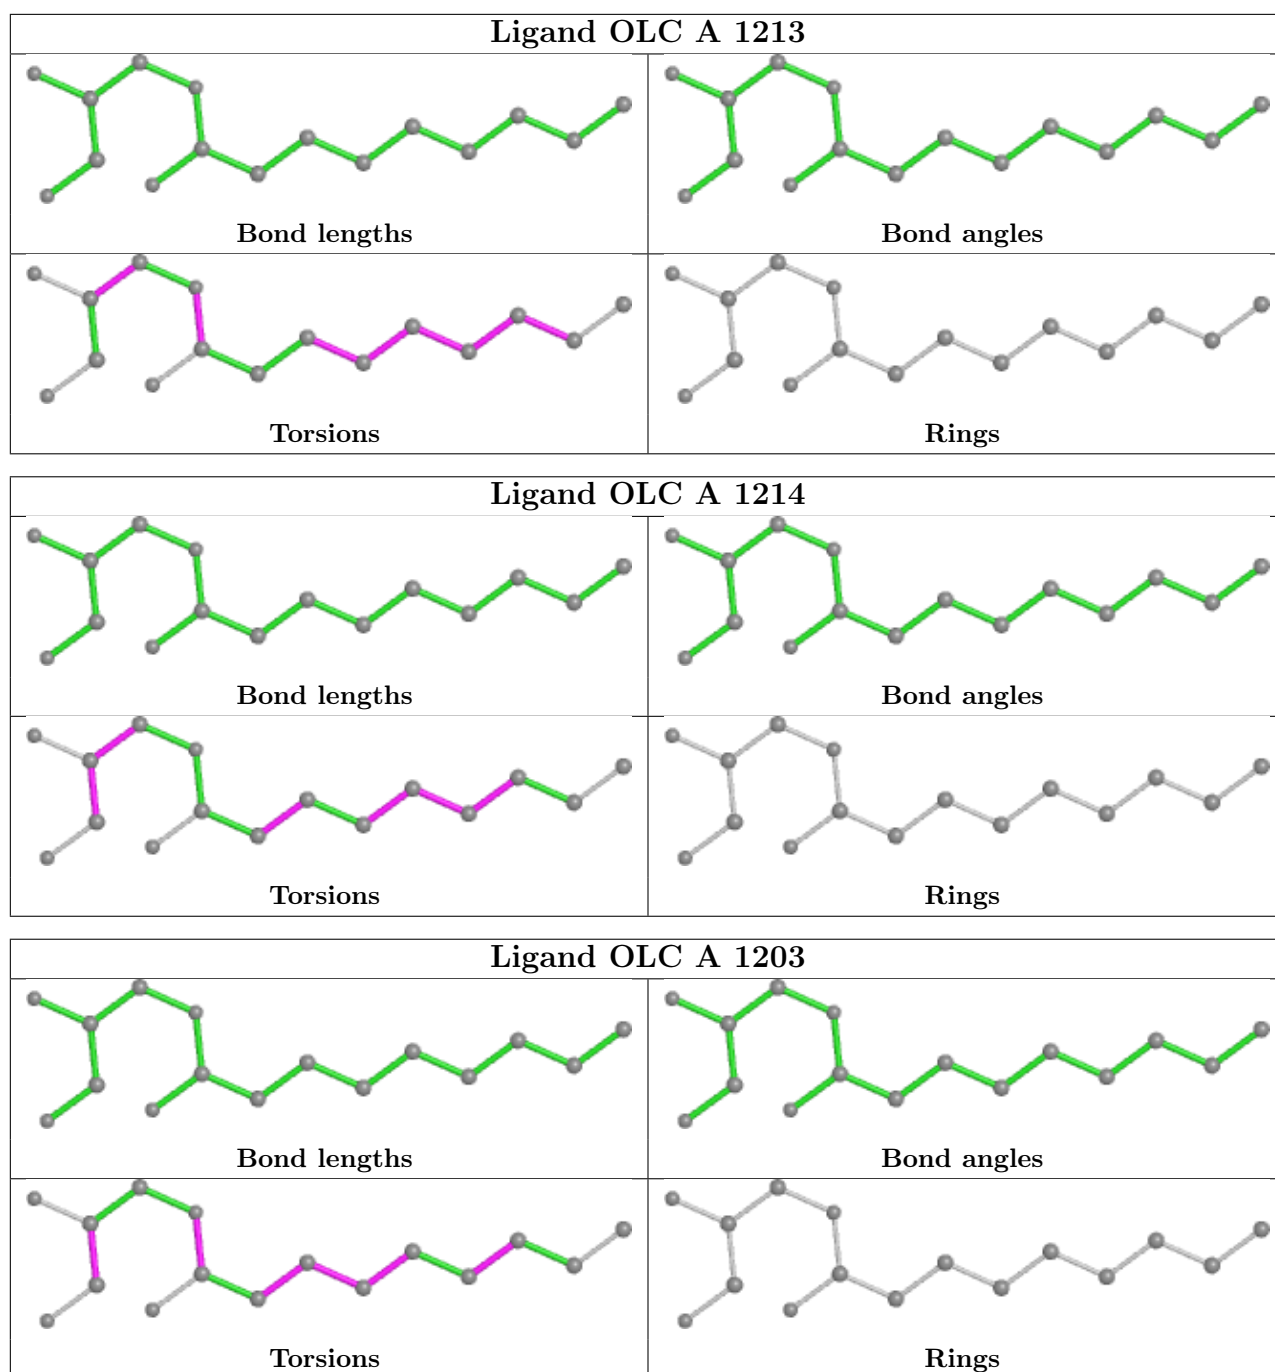 Ligand OLC A 1213
Bond lengths
Bond angles
Torsions
Rings
Ligand OLC A 1214
Bond lengths
Bond angles
Torsions
Rings
Ligand OLC A 1203
Bond lengths
Bond angles
Torsions
Rings